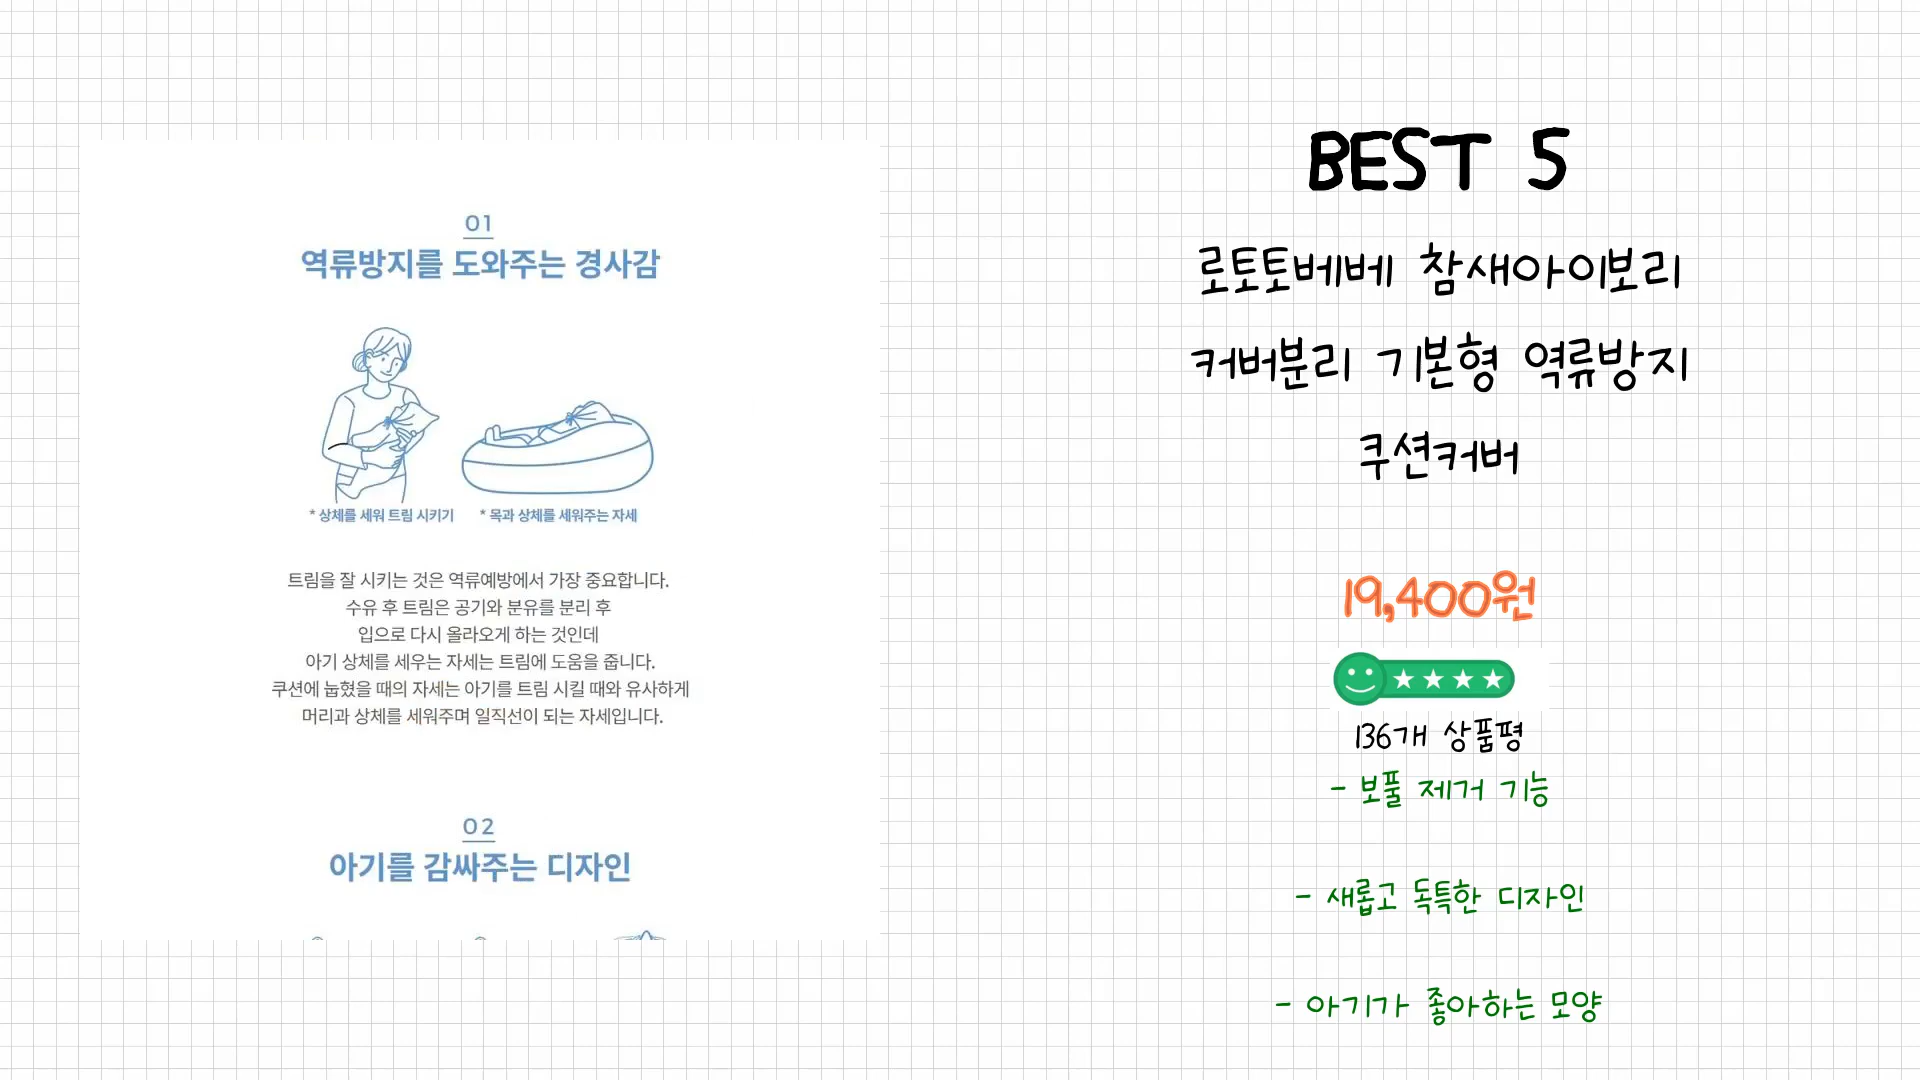 01
역류방지를 도와주는 경사감
* 상체를 세워 트림 시키기
* 목과 상체를 세워주는 자세
트림을 잘 시키는 것은 역류예방에서 가장 중요합니다.
수유 후 트림은 공기와 분유를 분리 후
입으로 다시 올라오게 하는 것인데
아기 상체를 세우는 자세는 트림에 도움을 줍니다.
쿠션에 눕혔을 때의 자세는 아기를 트림 시킬 때와 유사하게
머리과 상체를 세워주며 일직선이 되는 자세입니다.
02
아기를 감싸주는 디자인
BEST 5
로토토베베 참새아이보리
커버분리 기본형 역류방지
쿠션커버
19,400원
136개 상품평
- 보풀 제거 기능
- 새롭고 독특한 디자인
- 아기가 좋아하는 모양